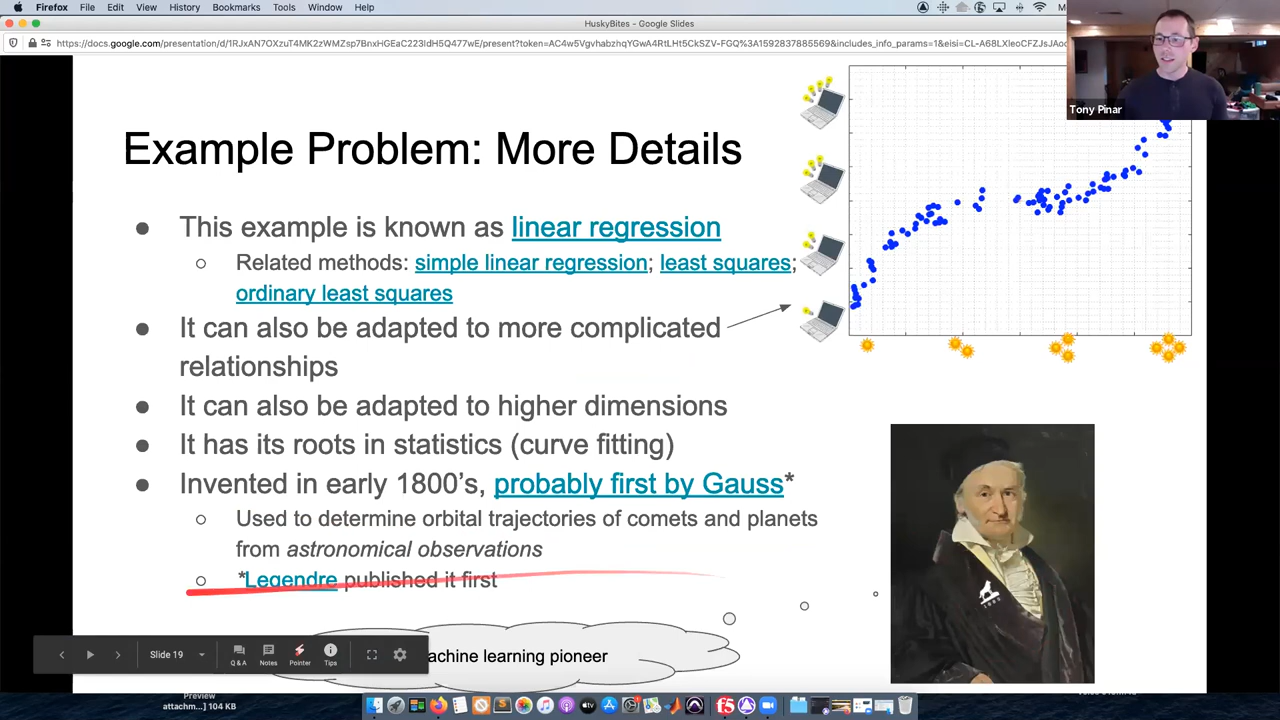 Firefox File Edit View History Bookmarks Tools Window Help
HuskyBites - Google Slides
Tony Pinar
Example Problem: More Details
● This example is known as linear regression
○ Related methods: simple linear regression; least squares;
ordinary least squares
● It can also be adapted to more complicated
relationships
● It can also be adapted to higher dimensions
● It has its roots in statistics (curve fitting)
● Invented in early 1800's, probably first by Gauss*
○ Used to determine orbital trajectories of comets and planets
from astronomical observations
○ *Legendre published it first
Slide 19
Q & A Notes Pointer Tips
achine learning pioneer
Preview
attachm...] 104 KB